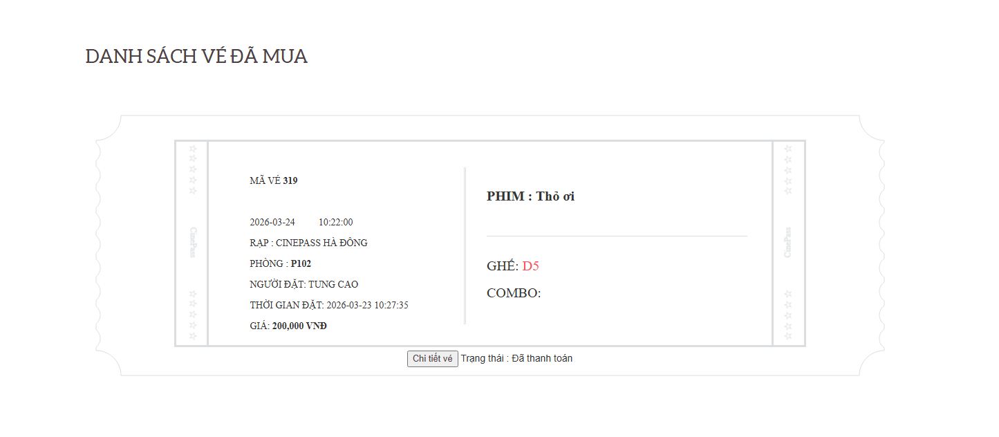 DANH SÁCH VÉ ĐÃ MUA
CinePass
MÃ VÉ 319
2026-03-24 10:22:00
RẠP : CINEPASS HÀ ĐÔNG
PHÒNG : P102
NGƯỜI ĐẶT: TUNG CAO
THỜI GIAN ĐẶT: 2026-03-23 10:27:35
GIÁ: 200,000 VNĐ
PHIM : Thỏ ơi
GHẾ: D5
COMBO:
CinePass
Chi tiết vé Trạng thái : Đã thanh toán